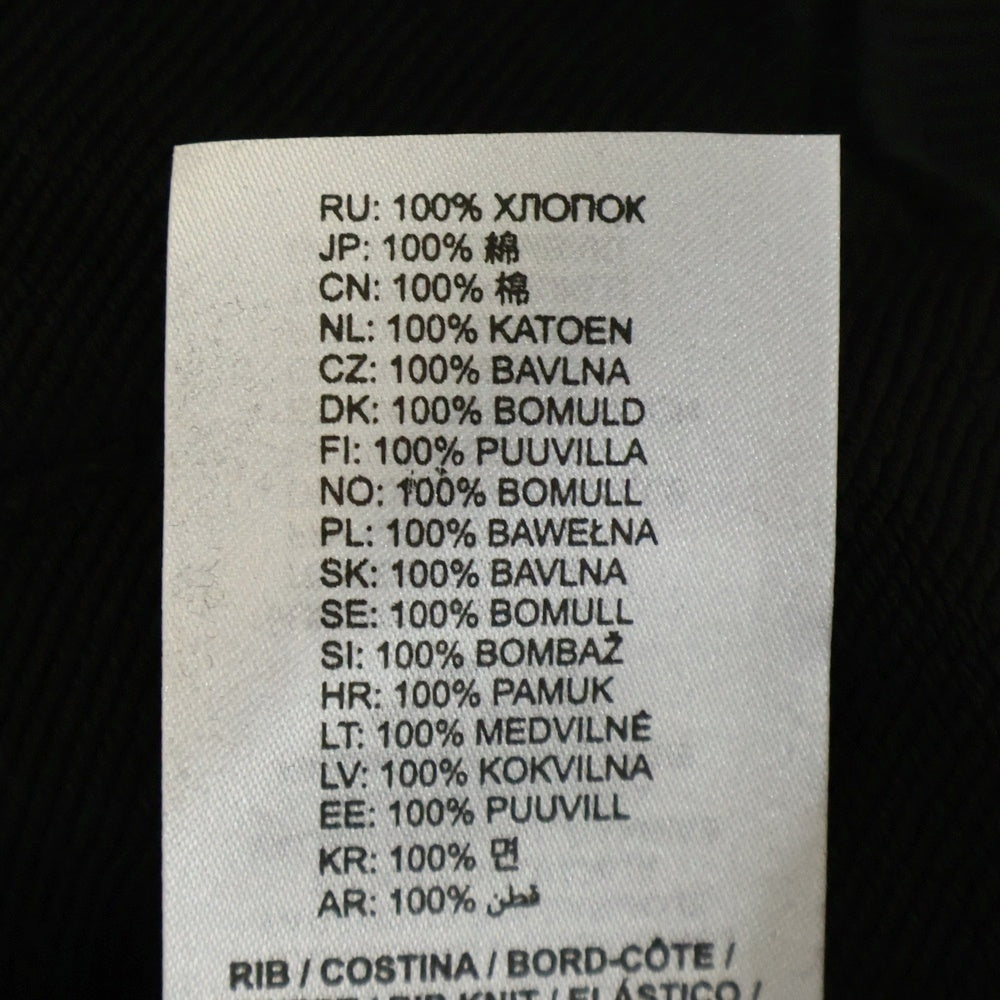 RU: 100% ХЛОПОК
JP: 100% 綿
CN: 100% 棉
NL: 100% KATOEN
CZ: 100% BAVLNA
DK: 100% BOMULD
FI: 100% PUUVILLA
NO: 100% BOMULL
PL: 100% BAWEŁNA
SK: 100% BAVLNA
SE: 100% BOMULL
SI: 100% BOMBAŽ
HR: 100% PAMUK
LT: 100% MEDVILNĖ
LV: 100% KOKVILNA
EE: 100% PUUVILL
KR: 100% 면
AR: 100% قطن
RIB / COSTINA / BORD-CÔTE /
/ RIB-KNIT / ELÁSTICO /